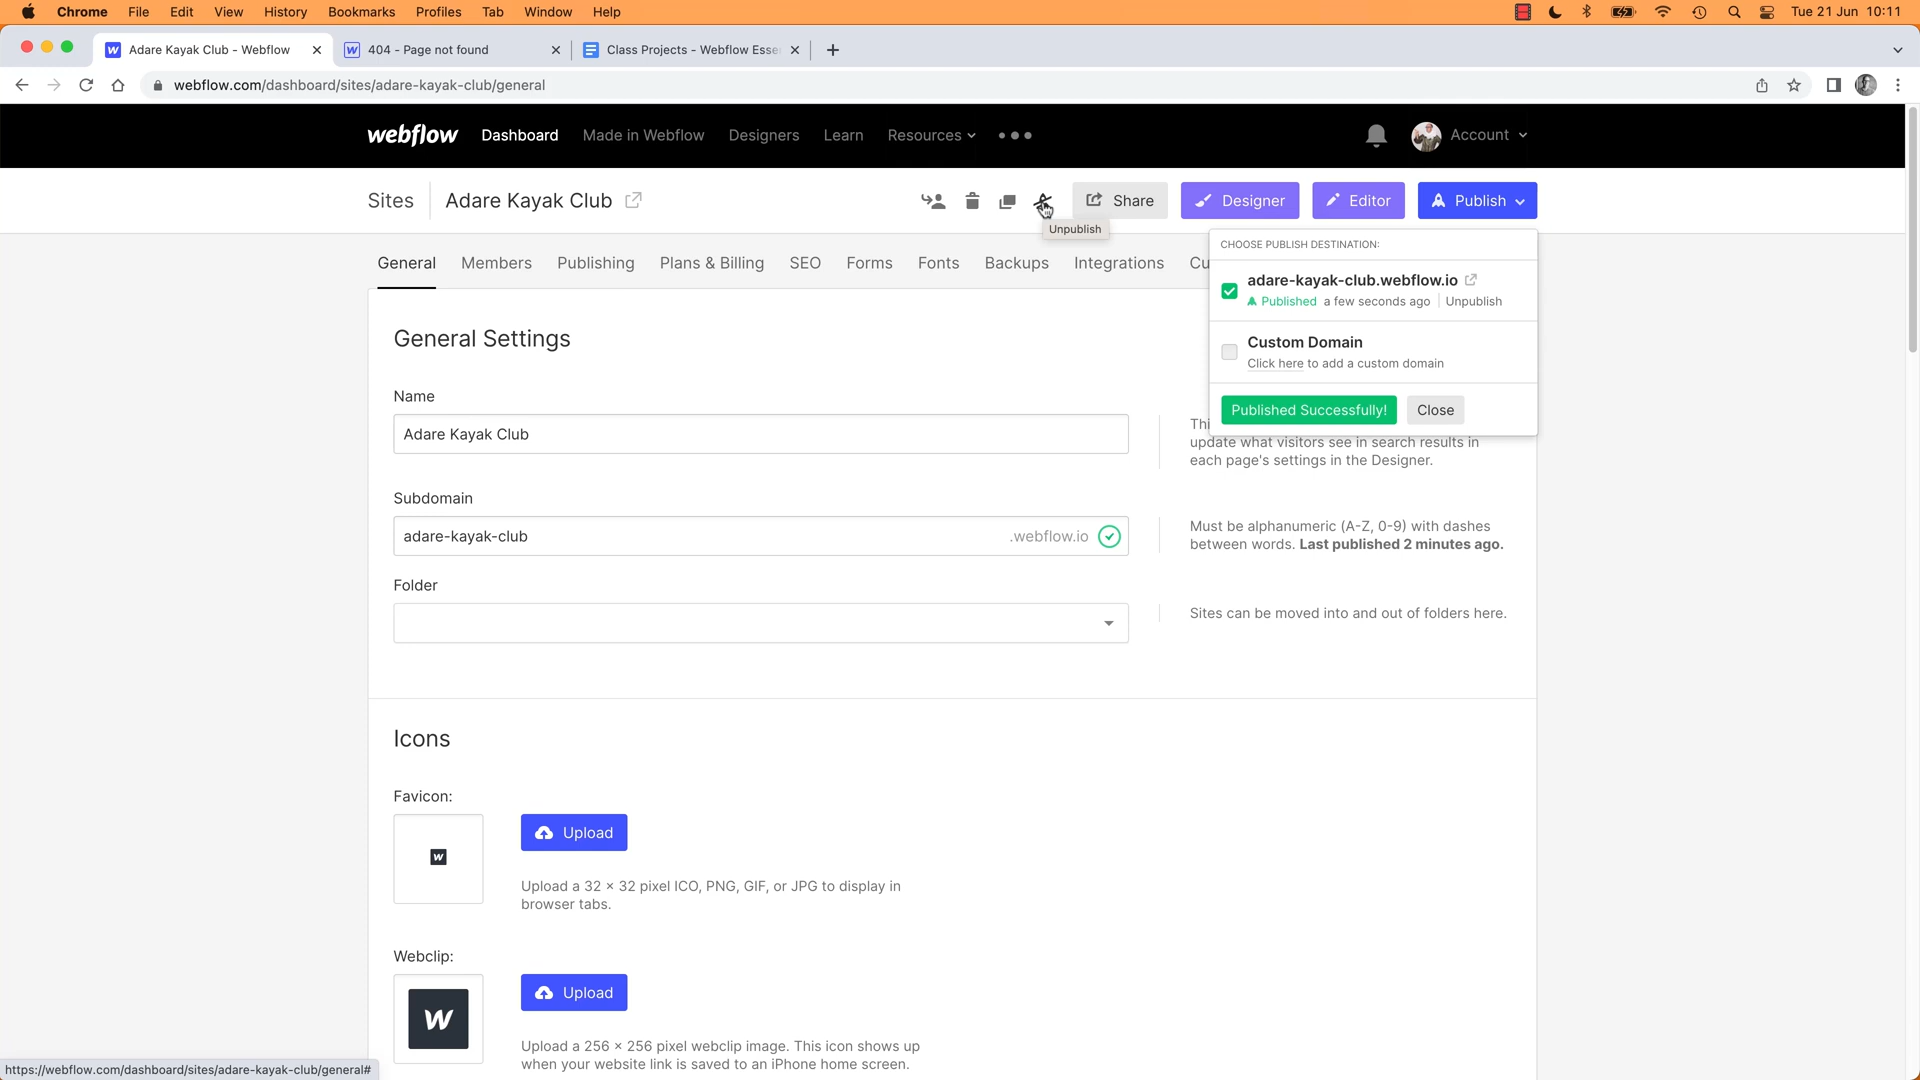 Chrome File Edit View History Bookmarks Profiles Tab Window Help Tue 21 Jun 10:11
Adare Kayak Club - Webflow 404 - Page not found Class Projects - Webflow Esse
webflow.com/dashboard/sites/adare-kayak-club/general
webflow Dashboard Made in Webflow Designers Learn Resources Account
Sites Adare Kayak Club Share Designer Editor Publish
Unpublish
CHOOSE PUBLISH DESTINATION:
General Members Publishing Plans & Billing SEO Forms Fonts Backups Integrations Cu
adare-kayak-club.webflow.io
Published a few seconds ago Unpublish
Custom Domain
Click here to add a custom domain
Published Successfully! Close
General Settings
Name
Adare Kayak Club
Thi
update what visitors see in search results in
each page's settings in the Designer.
Subdomain
adare-kayak-club .webflow.io
Must be alphanumeric (A-Z, 0-9) with dashes
between words. Last published 2 minutes ago.
Folder
Sites can be moved into and out of folders here.
Icons
Favicon:
W
Upload
Upload a 32 × 32 pixel ICO, PNG, GIF, or JPG to display in
browser tabs.
Webclip:
W
Upload
Upload a 256 × 256 pixel webclip image. This icon shows up
when your website link is saved to an iPhone home screen.
https://webflow.com/dashboard/sites/adare-kayak-club/general#